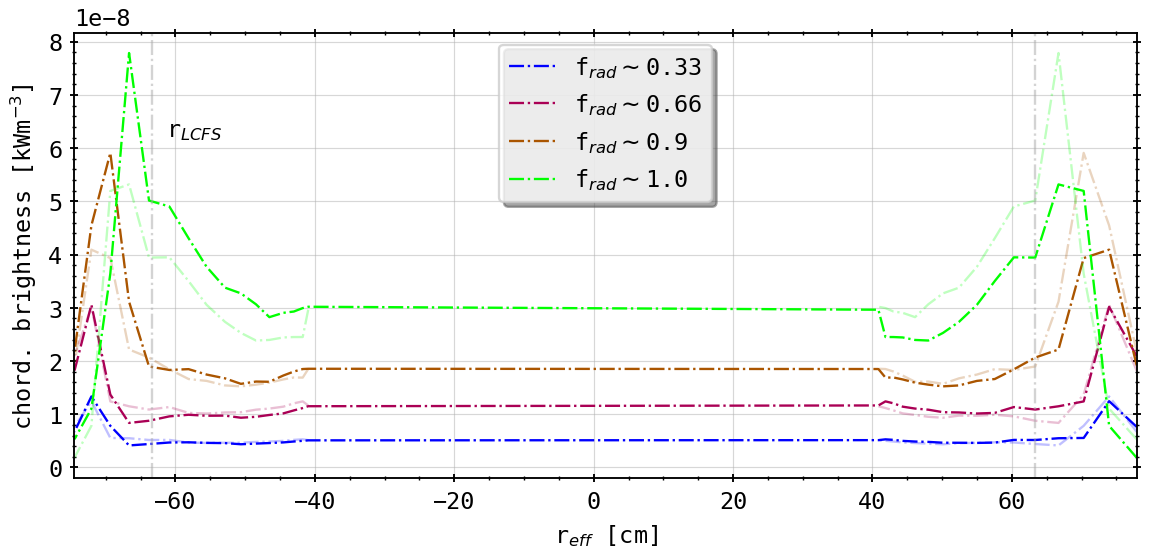 1e−8
chord. brightness [kWm⁻³]
8
7
6
5
4
3
2
1
0
r_LCFS
f_rad ∼ 0.33
f_rad ∼ 0.66
f_rad ∼ 0.9
f_rad ∼ 1.0
−60 −40 −20 0 20 40 60
r_eff [cm]